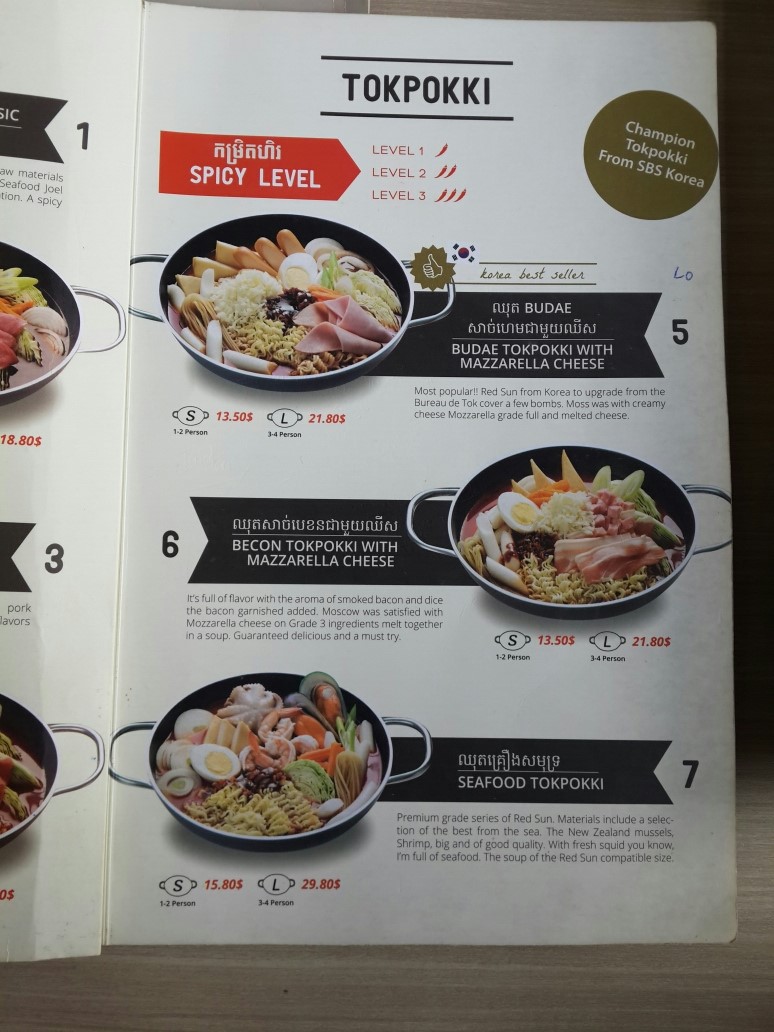 SIC
1
aw materials
Seafood Joel
tion. A spicy
18.80$
3
pork
lavors
0$
TOKPOKKI
Champion
Tokpokki
From SBS Korea
កម្រិតហិរ
SPICY LEVEL
LEVEL 1
LEVEL 2
LEVEL 3
korea best seller
LO
ឈុត BUDAE
សាច់ហេមជាមួយឈីស
BUDAE TOKPOKKI WITH
MAZZARELLA CHEESE
5
Most popular!! Red Sun from Korea to upgrade from the
Bureau de Tok cover a few bombs. Moss was with creamy
cheese Mozzarella grade full and melted cheese.
S 13.50$ L 21.80$
1-2 Person 3-4 Person
6
ឈុតសាច់បេខនជាមួយឈីស
BECON TOKPOKKI WITH
MAZZARELLA CHEESE
It's full of flavor with the aroma of smoked bacon and dice
the bacon garnished added. Moscow was satisfied with
Mozzarella cheese on Grade 3 ingredients melt together
in a soup. Guaranteed delicious and a must try.
S 13.50$ L 21.80$
1-2 Person 3-4 Person
ឈុតគ្រឿងសមុទ្រ
SEAFOOD TOKPOKKI
7
Premium grade series of Red Sun. Materials include a selec-
tion of the best from the sea. The New Zealand mussels,
Shrimp, big and of good quality. With fresh squid you know,
I'm full of seafood. The soup of the Red Sun compatible size.
S 15.80$ L 29.80$
1-2 Person 3-4 Person